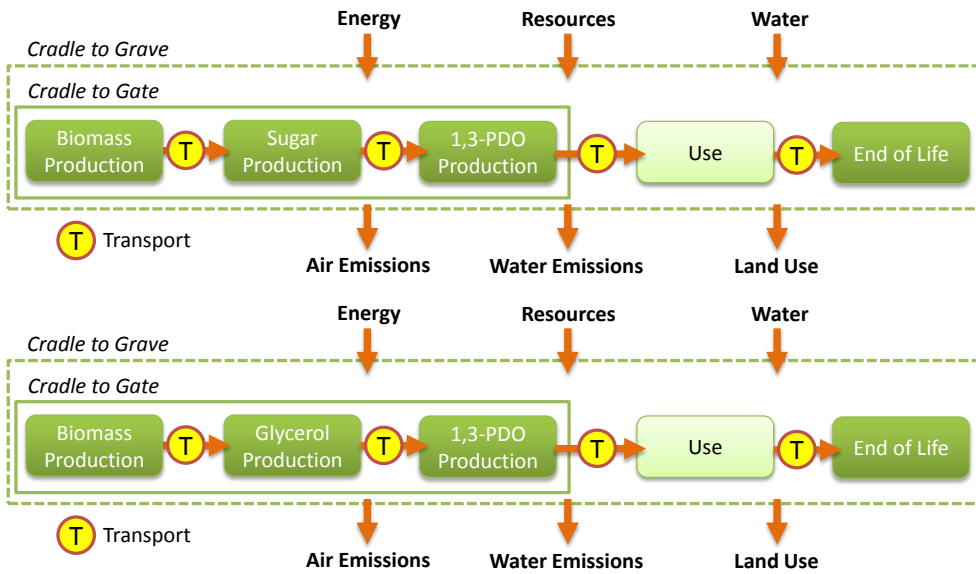 Energy Resources Water
Cradle to Grave
Cradle to Gate
Biomass Production T Sugar Production T 1,3-PDO Production T Use T End of Life
T Transport
Air Emissions Water Emissions Land Use
Energy Resources Water
Cradle to Grave
Cradle to Gate
Biomass Production T Glycerol Production T 1,3-PDO Production T Use T End of Life
T Transport
Air Emissions Water Emissions Land Use